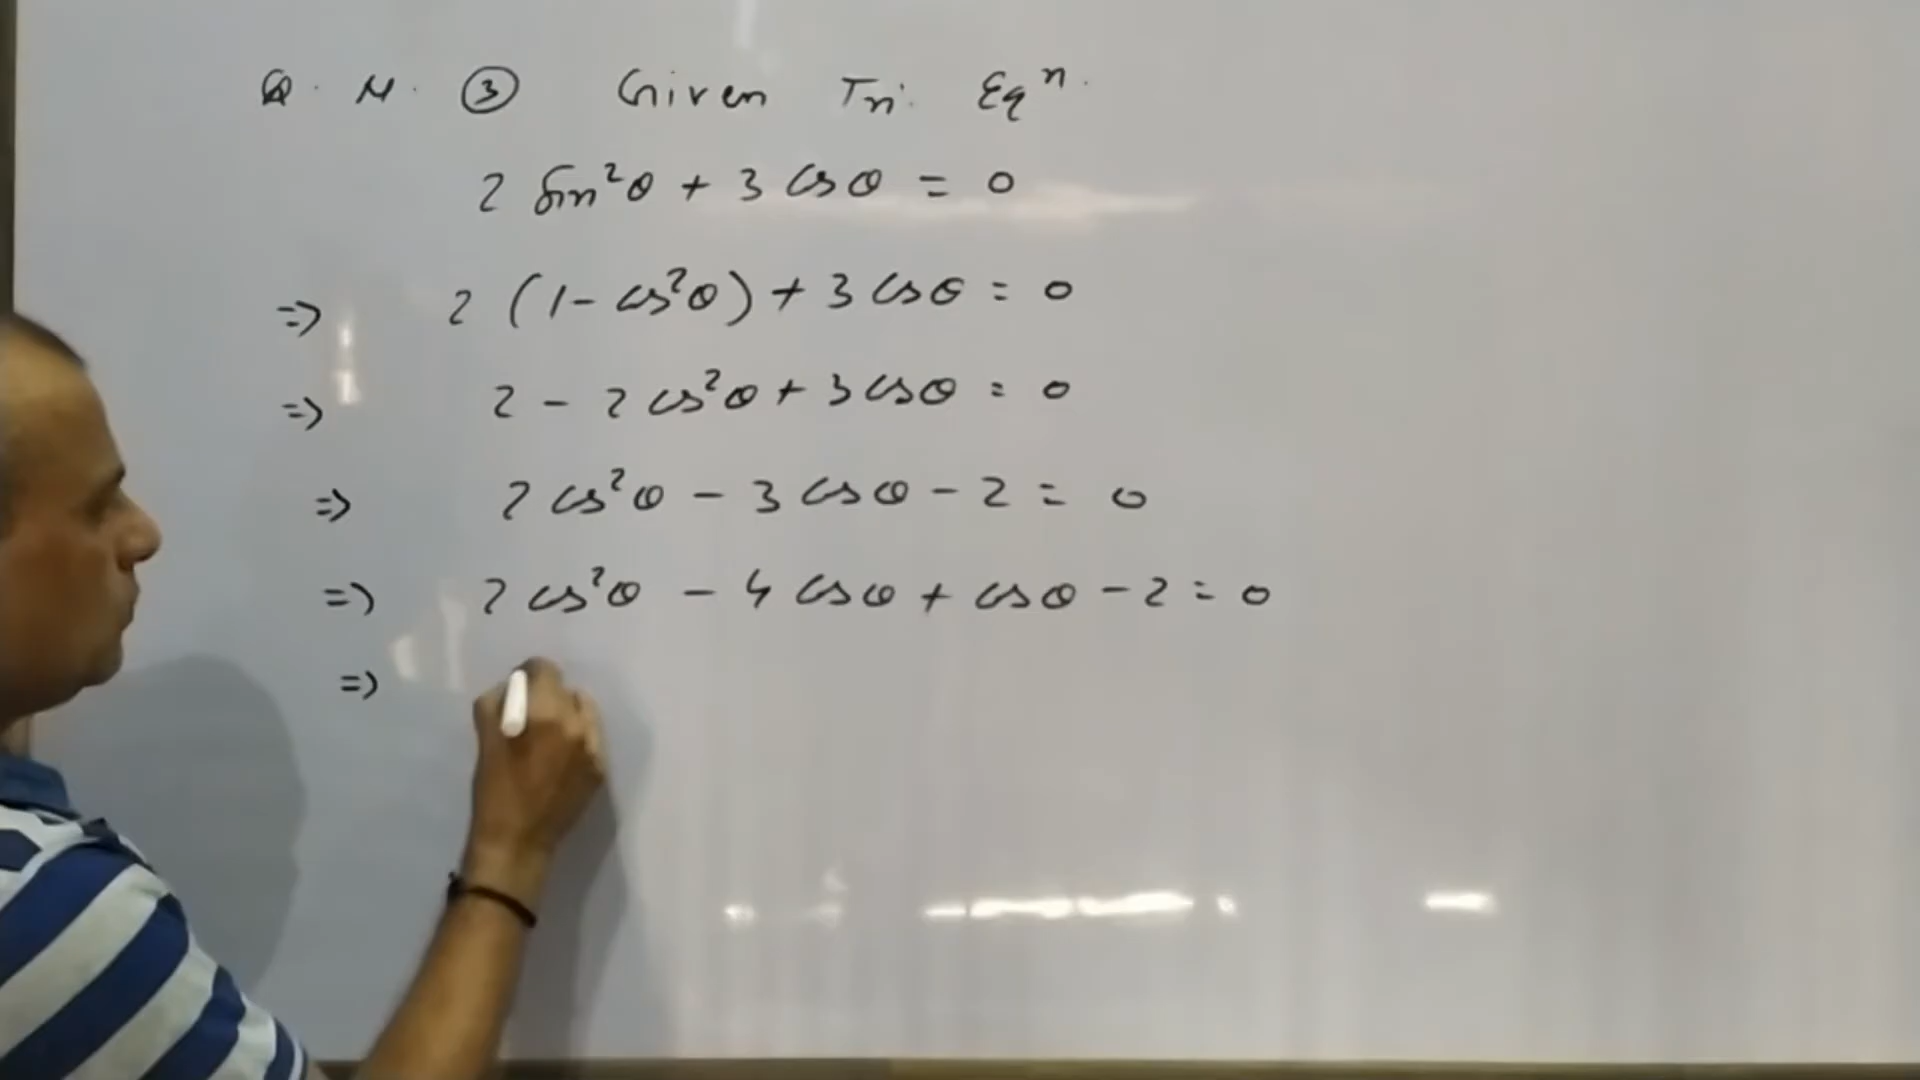 Q. N. ③ Given Tri. Eqⁿ.
2 sin²θ + 3 cosθ = 0
=> 2 (1 - cos²θ) + 3 cosθ = 0
=> 2 - 2 cos²θ + 3 cosθ = 0
=> 2 cos²θ - 3 cosθ - 2 = 0
=> 2 cos²θ - 4 cosθ + cosθ - 2 = 0
=>